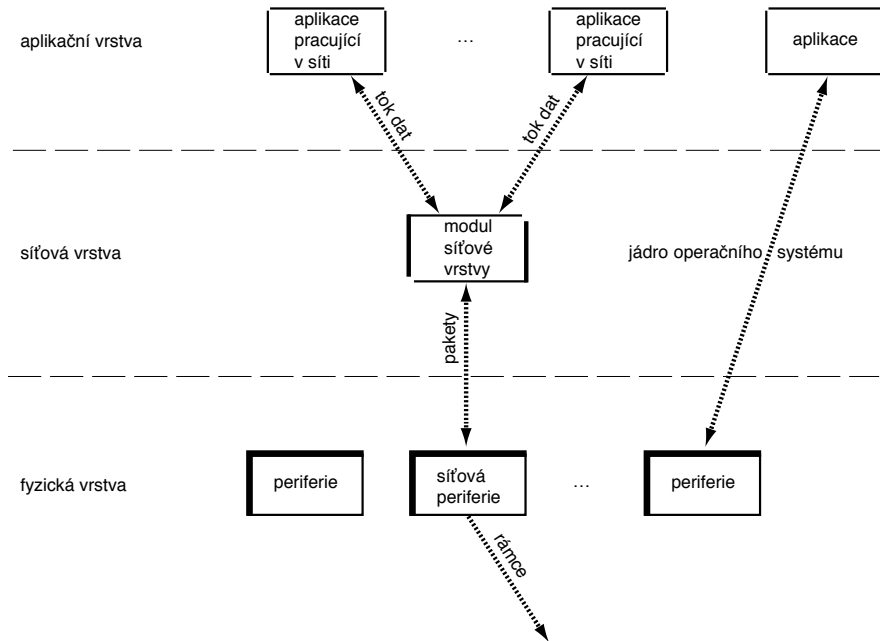 aplikační vrstva
aplikace
pracující
v síti
...
aplikace
pracující
v síti
aplikace
tok dat
tok dat
síťová vrstva
modul
síťové
vrstvy
jádro operačního systému
pakety
fyzická vrstva
periferie
síťová
periferie
...
periferie
rámce